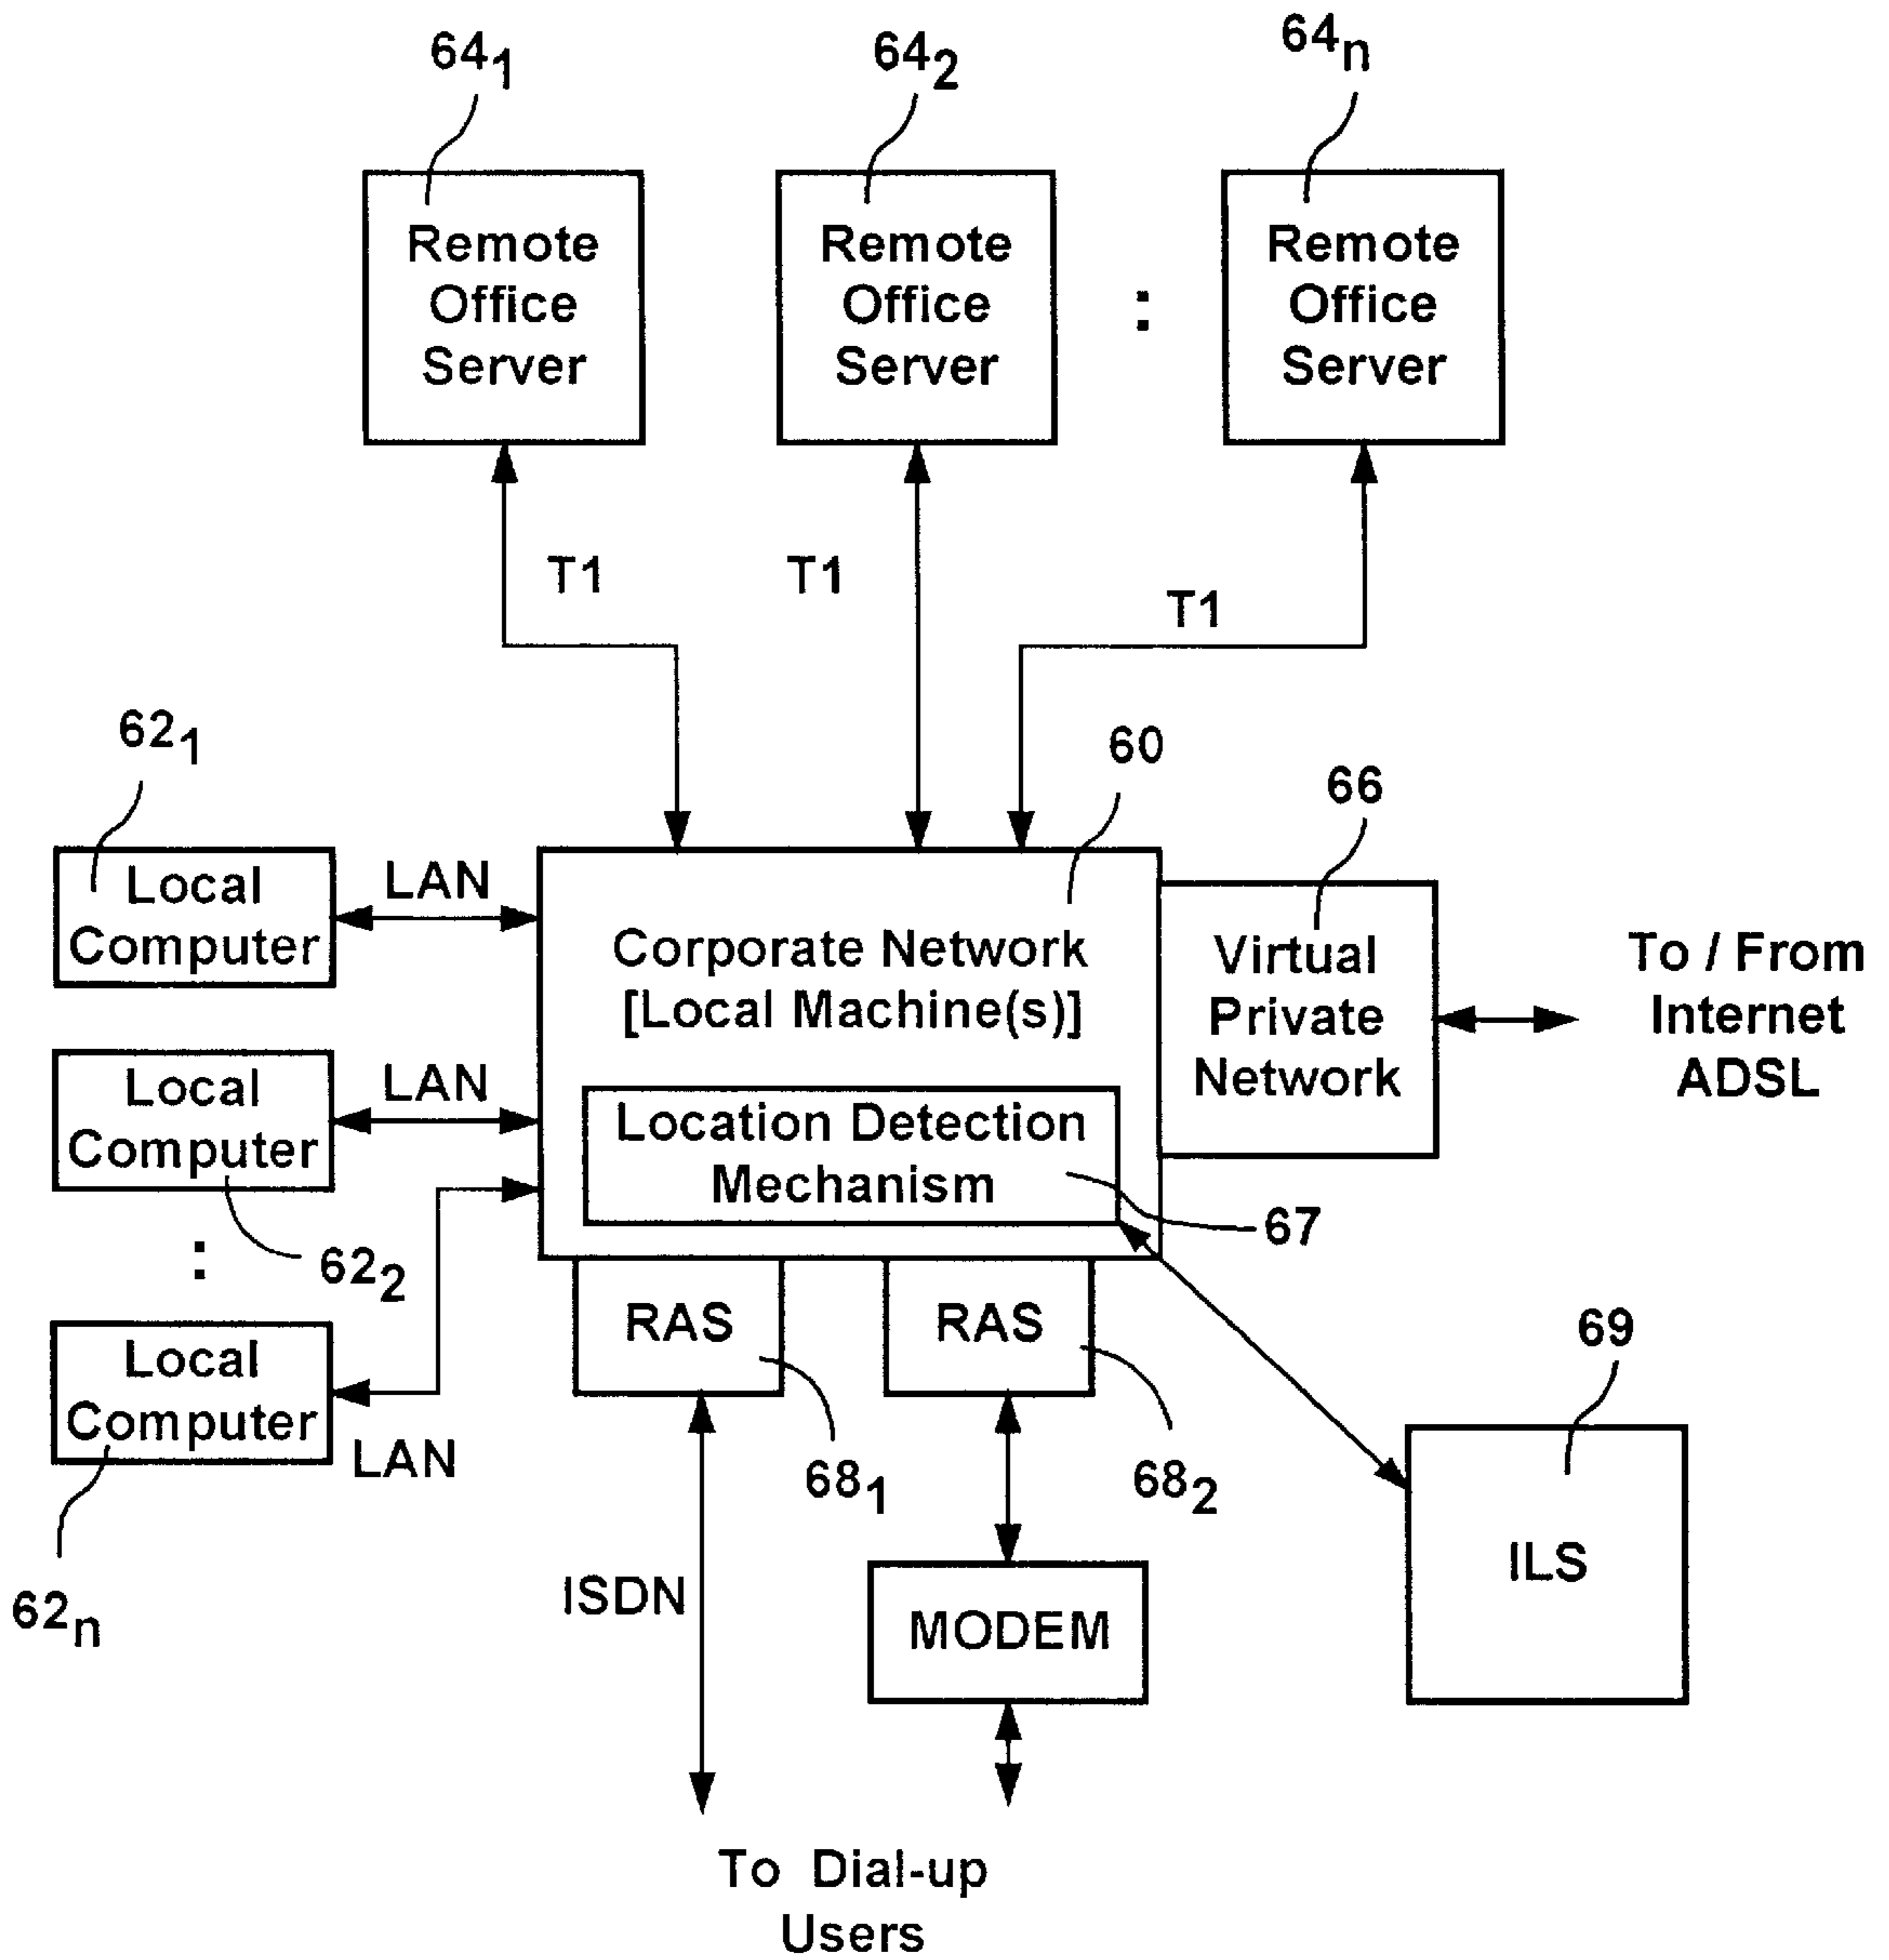 64₁
64₂
64n
Remote
Office
Server
Remote
Office
Server
:
Remote
Office
Server
T1
T1
T1
62₁
60
66
Local
Computer
LAN
Corporate Network
[Local Machine(s)]
Virtual
Private
Network
To / From
Internet
ADSL
Local
Computer
LAN
Location Detection
Mechanism
67
:
62₂
Local
Computer
LAN
62n
RAS
RAS
68₁
68₂
69
ILS
ISDN
MODEM
To Dial-up
Users